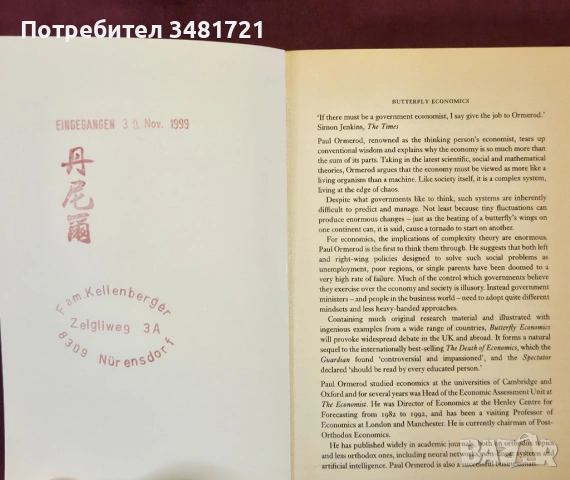 Потребител 3481721
EINGEGANGEN 30. Nov. 1999
丹尼爾
Fam. Kellenberger
Zelgliweg 3A
8309 Nürensdorf
BUTTERFLY ECONOMICS
'If there must be a government economist, I say give the job to Ormerod.'
Simon Jenkins, The Times
Paul Ormerod, renowned as the thinking person's economist, tears up
conventional wisdom and explains why the economy is so much more than
the sum of its parts. Taking in the latest scientific, social and mathematical
theories, Ormerod argues that the economy must be viewed as more like a
living organism than a machine. Like society itself, it is a complex system,
living at the edge of chaos.
Despite what governments like to think, such systems are inherently
difficult to predict and manage. Not least because tiny fluctuations can
produce enormous changes – just as the beating of a butterfly's wings on
one continent can, it is said, cause a tornado to start on another.
For economics, the implications of complexity theory are enormous.
Paul Ormerod is the first to think them through. He suggests that both left
and right-wing policies designed to solve such social problems as
unemployment, poor regions, or single parents have been doomed to a
very high rate of failure. Much of the control which governments believe
they exercise over the economy and society is illusory. Instead government
ministers – and people in the business world – need to adopt quite different
mindsets and less heavy-handed approaches.
Containing much original research material and illustrated with
ingenious examples from a wide range of countries, Butterfly Economics
will provoke widespread debate in the UK and abroad. It forms a natural
sequel to the internationally best-selling The Death of Economics, which the
Guardian found 'controversial and impassioned', and the Spectator
declared 'should be read by every educated person.'
Paul Ormerod studied economics at the universities of Cambridge and
Oxford and for several years was Head of the Economic Assessment Unit at
The Economist. He was Director of Economics at the Henley Centre for
Forecasting from 1982 to 1992, and has been a visiting Professor of
Economics at London and Manchester. He is currently chairman of Post-
Orthodox Economics.
He has published widely in academic journals, both orthodox topics
and less orthodox ones, including neural networks, expert systems and
artificial intelligence. Paul Ormerod is also a successful businessman.
bazar